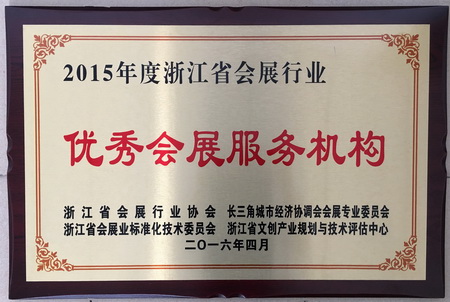 2015年度浙江省会展行业
优秀会展服务机构
浙江省会展行业协会 长三角城市经济协调会会展专业委员会
浙江省会展业标准化技术委员会 浙江省文创产业规划与技术评估中心
二〇一六年四月